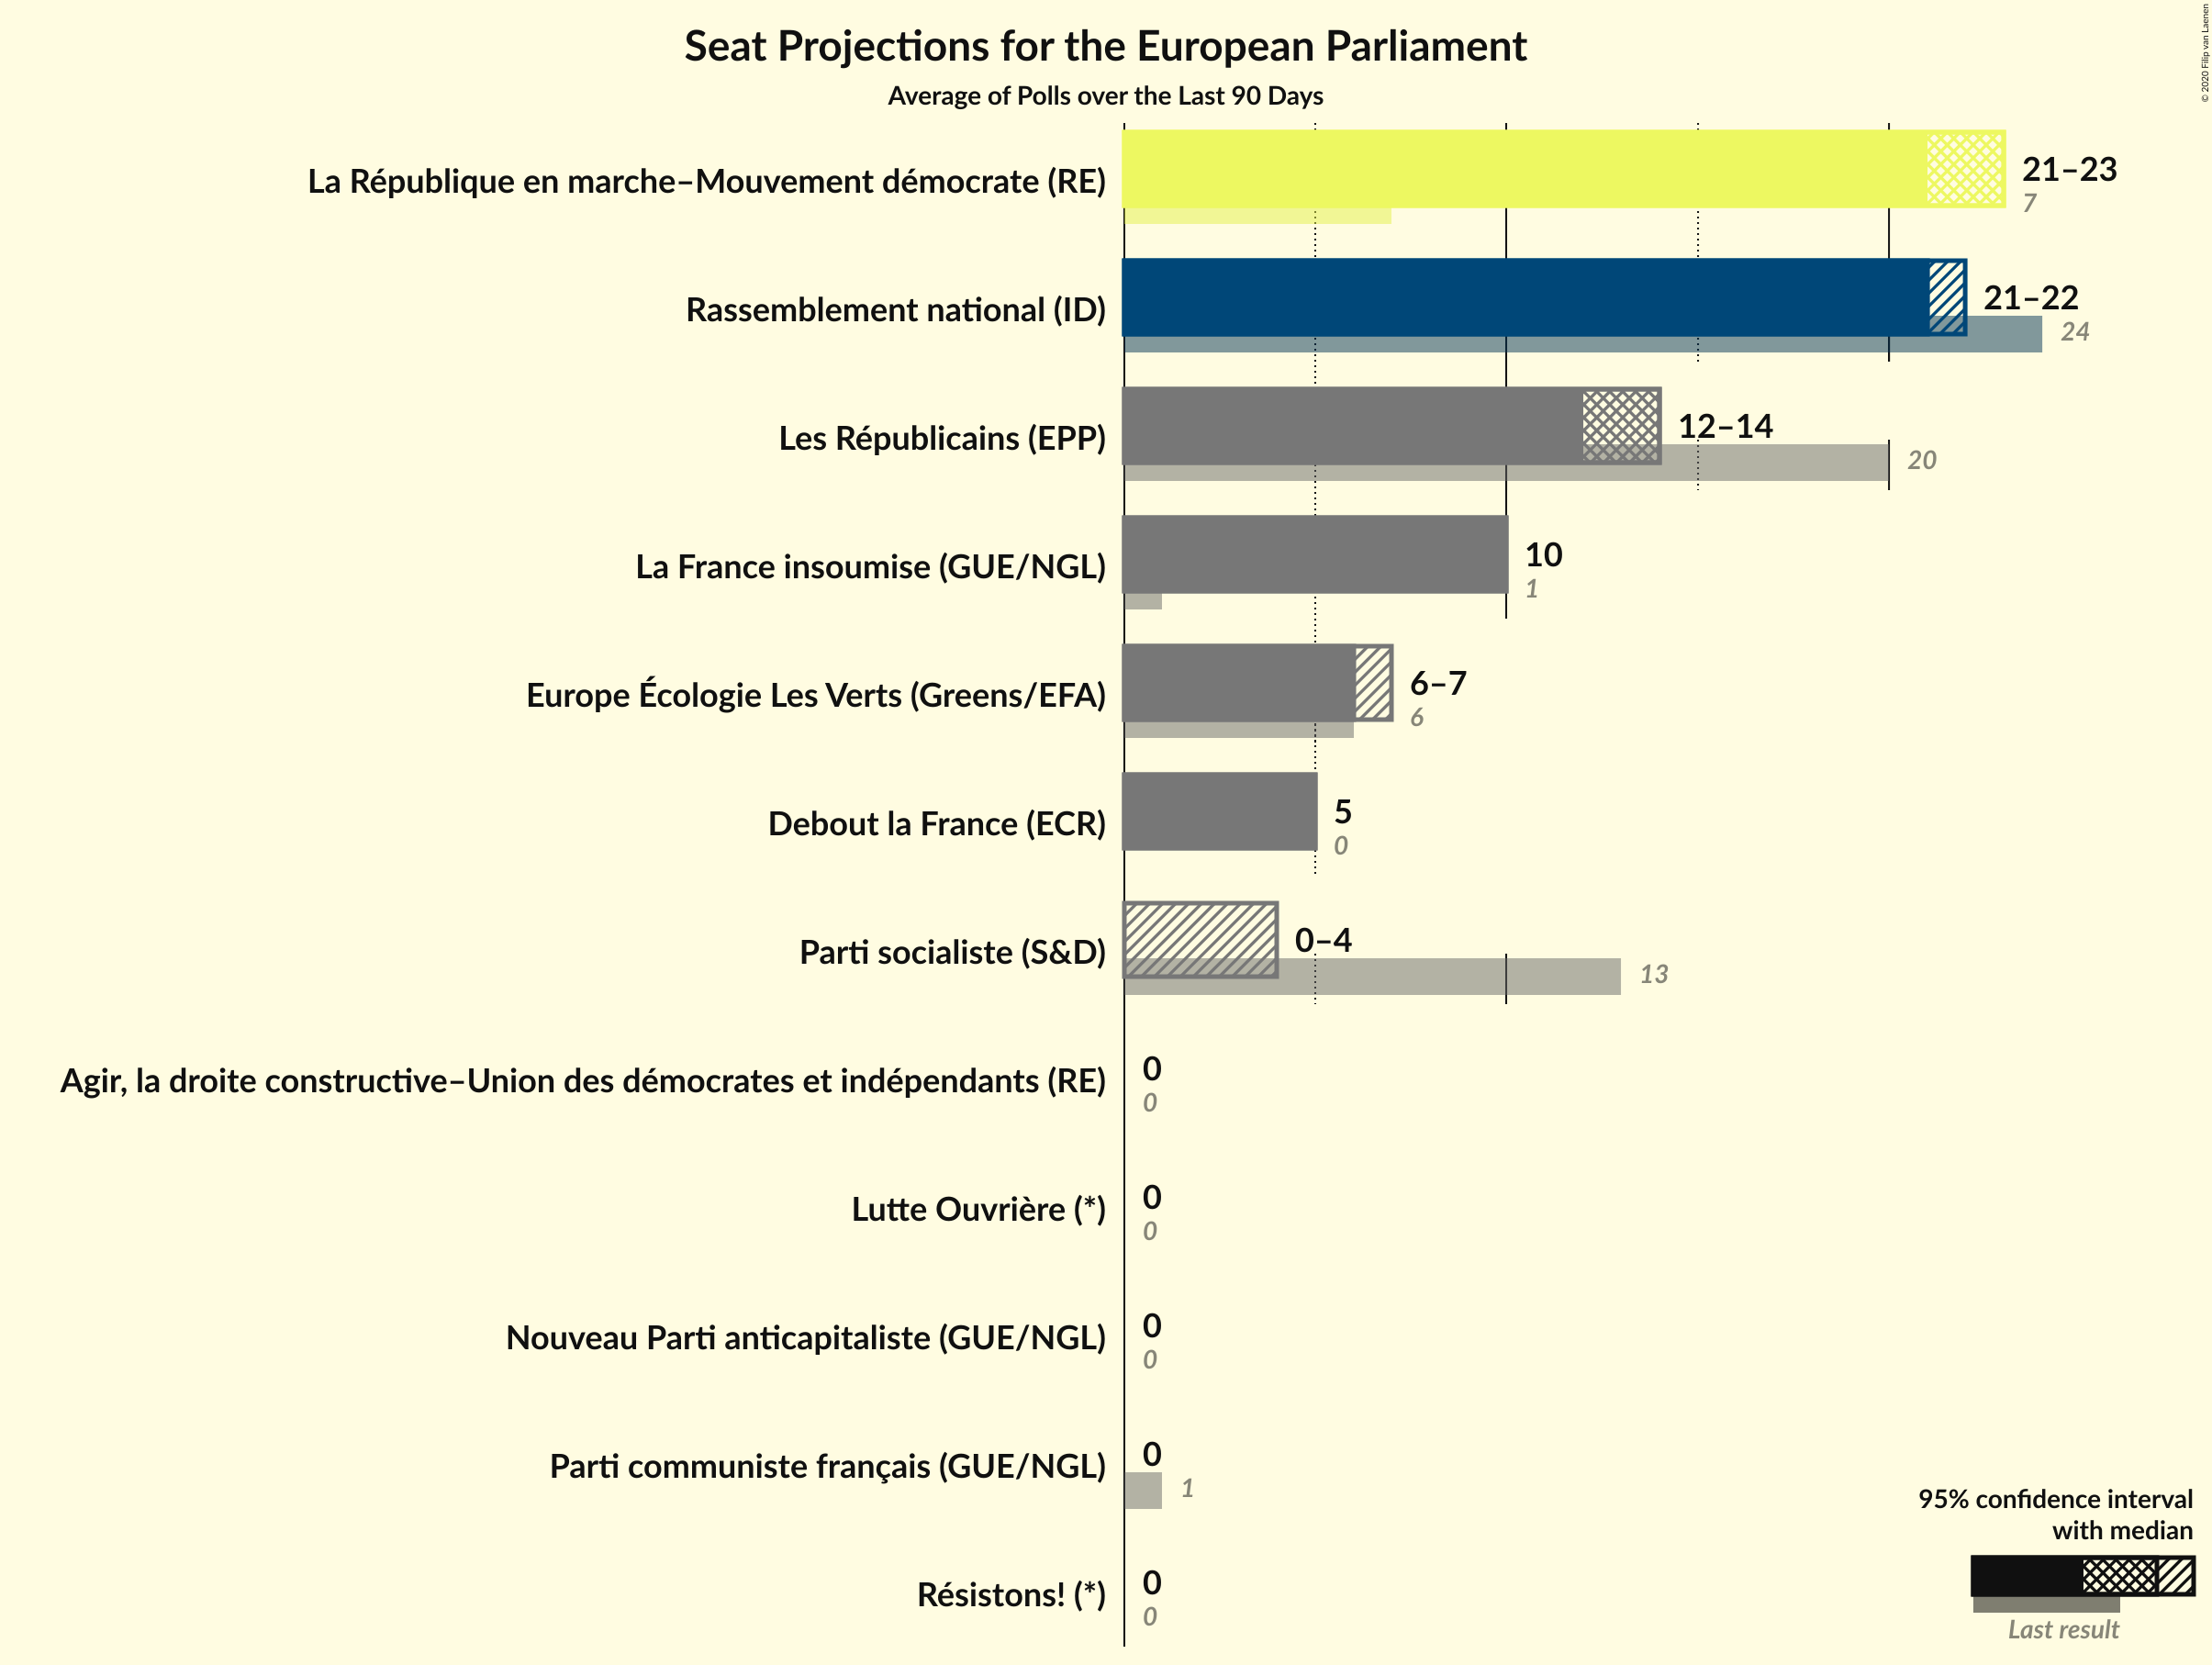 Seat Projections for the European Parliament
Average of Polls over the Last 90 Days
© 2020 Filip van Laenen
La République en marche–Mouvement démocrate (RE)
21–23
7
Rassemblement national (ID)
21–22
24
Les Républicains (EPP)
12–14
20
La France insoumise (GUE/NGL)
10
1
Europe Écologie Les Verts (Greens/EFA)
6–7
6
Debout la France (ECR)
5
0
Parti socialiste (S&D)
0–4
13
Agir, la droite constructive–Union des démocrates et indépendants (RE)
0
0
Lutte Ouvrière (*)
0
0
Nouveau Parti anticapitaliste (GUE/NGL)
0
0
Parti communiste français (GUE/NGL)
0
1
Résistons! (*)
0
0
95% confidence interval
with median
Last result